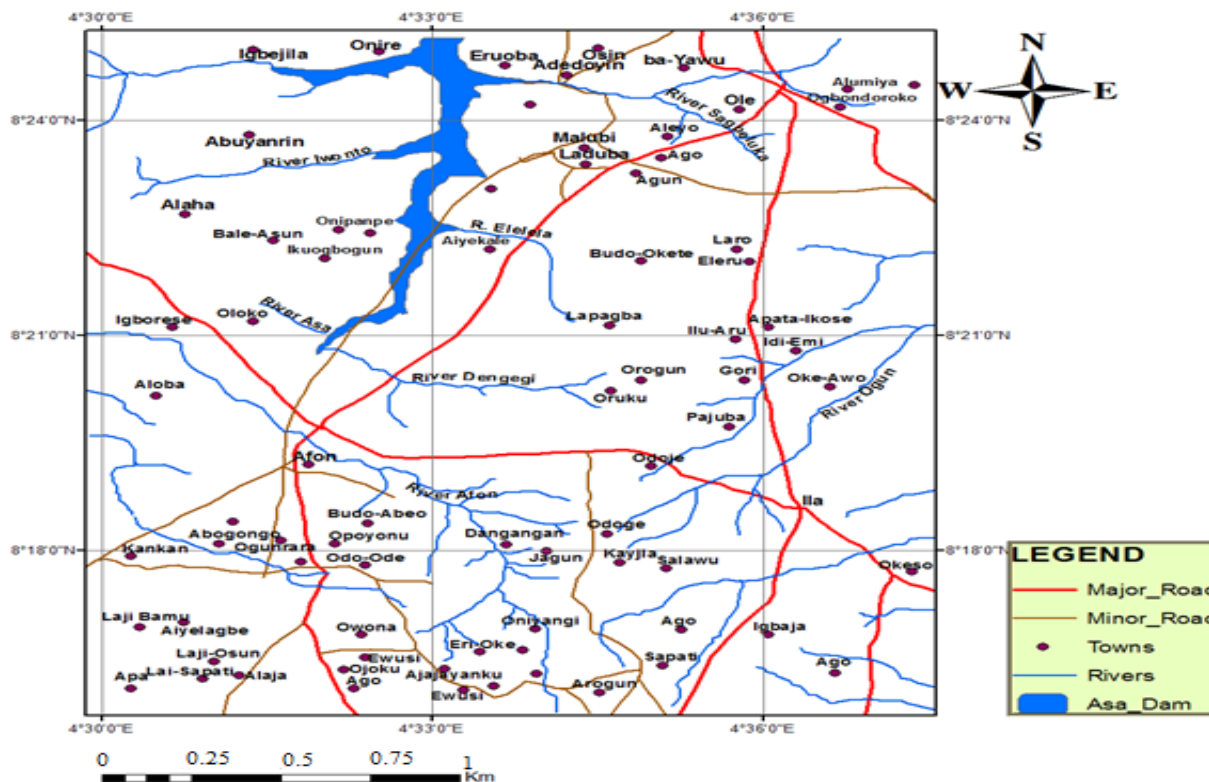 4°30'0"E 4°33'0"E 4°36'0"E
Igbejila
Onire
Eruoba
Osin
Adedoyin
ba-Yawu
Alumiya
Ogbondoroko
Ole
River Sagboluka
8°24'0"N 8°24'0"N
Abuyanrin
River Iwonto
Malubi
Aleyo
Laduba
Ago
Agun
Alaha
Onipanpe
Bale-Asun
Ikuogbogun
R. Elelela
Aiyekale
Laro
Budo-Okete
Eleru
River Asa
Igborese
Oloko
Lapagba
Apata-Ikose
Ilu-Aru
8°21'0"N 8°21'0"N
Idi-Emi
Aloba
River Dengegi
Orogun
Gori
Oke-Awo
Oruku
River Ogun
Pajuba
Afon
Odoje
River Afon
Ila
Budo-Abeo
Abogongo
Opoyonu
Dangangan
Odoge
8°18'0"N 8°18'0"N
Kankan
Ogunrara
Odo-Ode
Jagun
Kayjla
Salawu
Okeso
Laji Bamu
Aiyelagbe
Owona
Oniyangi
Ago
Igbaja
Laji-Osun
Ewusi
Eri-Oke
Lai-Sapati
Ojoku
Ajajayanku
Sapati
Ago
Apa
Alaja
Ago
Ewusi
Arogun
4°30'0"E 4°33'0"E 4°36'0"E
N
W E
S
LEGEND
Major_Road
Minor_Road
Towns
Rivers
Asa_Dam
0 0.25 0.5 0.75 1
Km